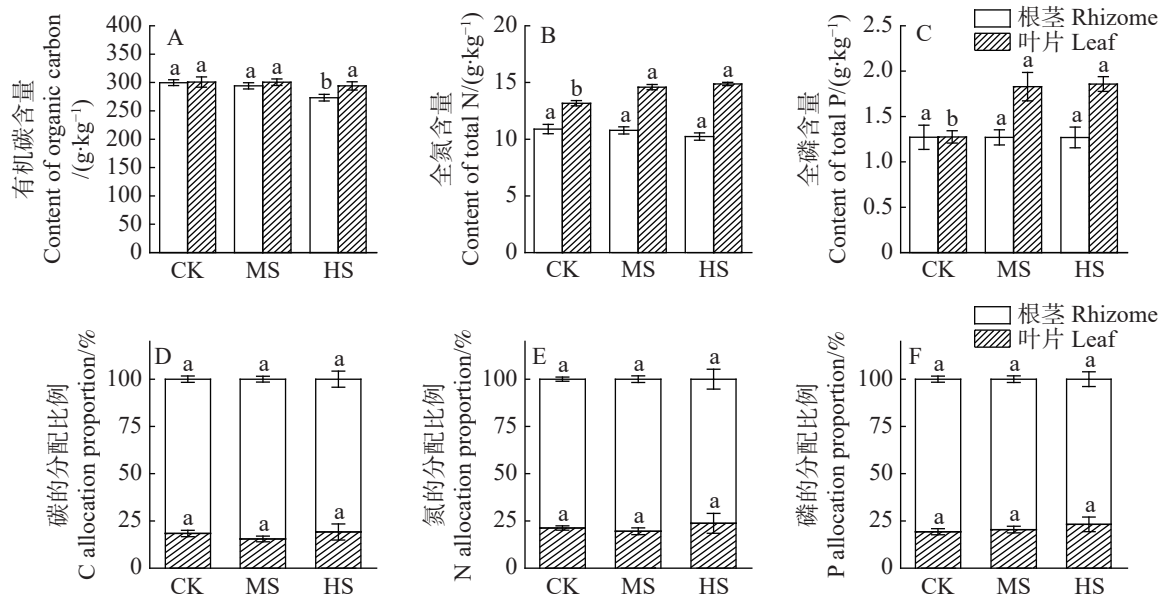 有机碳含量
Content of organic carbon
/(g·kg⁻¹)
400
350
300
250
200
150
100
50
0
A
a a
a a
b a
CK MS HS
全氮含量
Content of total N/(g·kg⁻¹)
20
15
10
5
0
B
a b
a a
a a
CK MS HS
全磷含量
Content of total P/(g·kg⁻¹)
2.5
2.0
1.5
1.0
0.5
0
C
根茎 Rhizome
叶片 Leaf
a b
a a
a a
CK MS HS
碳的分配比例
C allocation proportion/%
100
75
50
25
0
D
a a a
a a a
CK MS HS
氮的分配比例
N allocation proportion/%
100
75
50
25
0
E
a a a
a a a
CK MS HS
磷的分配比例
P allocation proportion/%
100
75
50
25
0
F
根茎 Rhizome
叶片 Leaf
a a a
a a a
CK MS HS